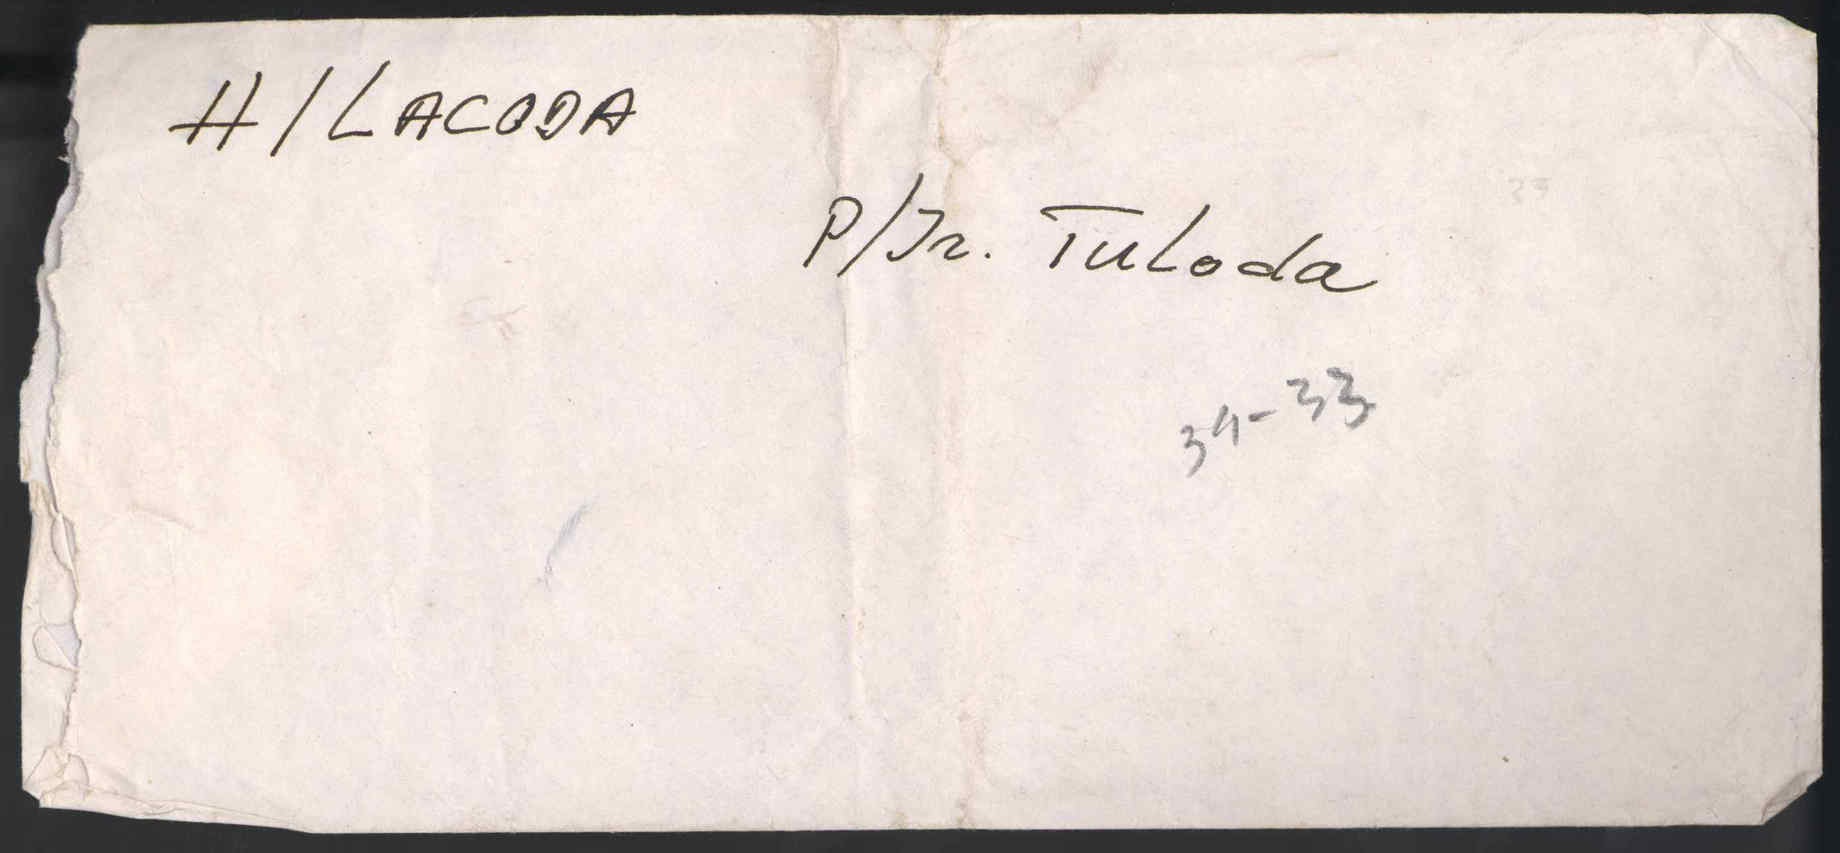 H/LACODA
P/Jr. Tuloda
34-33